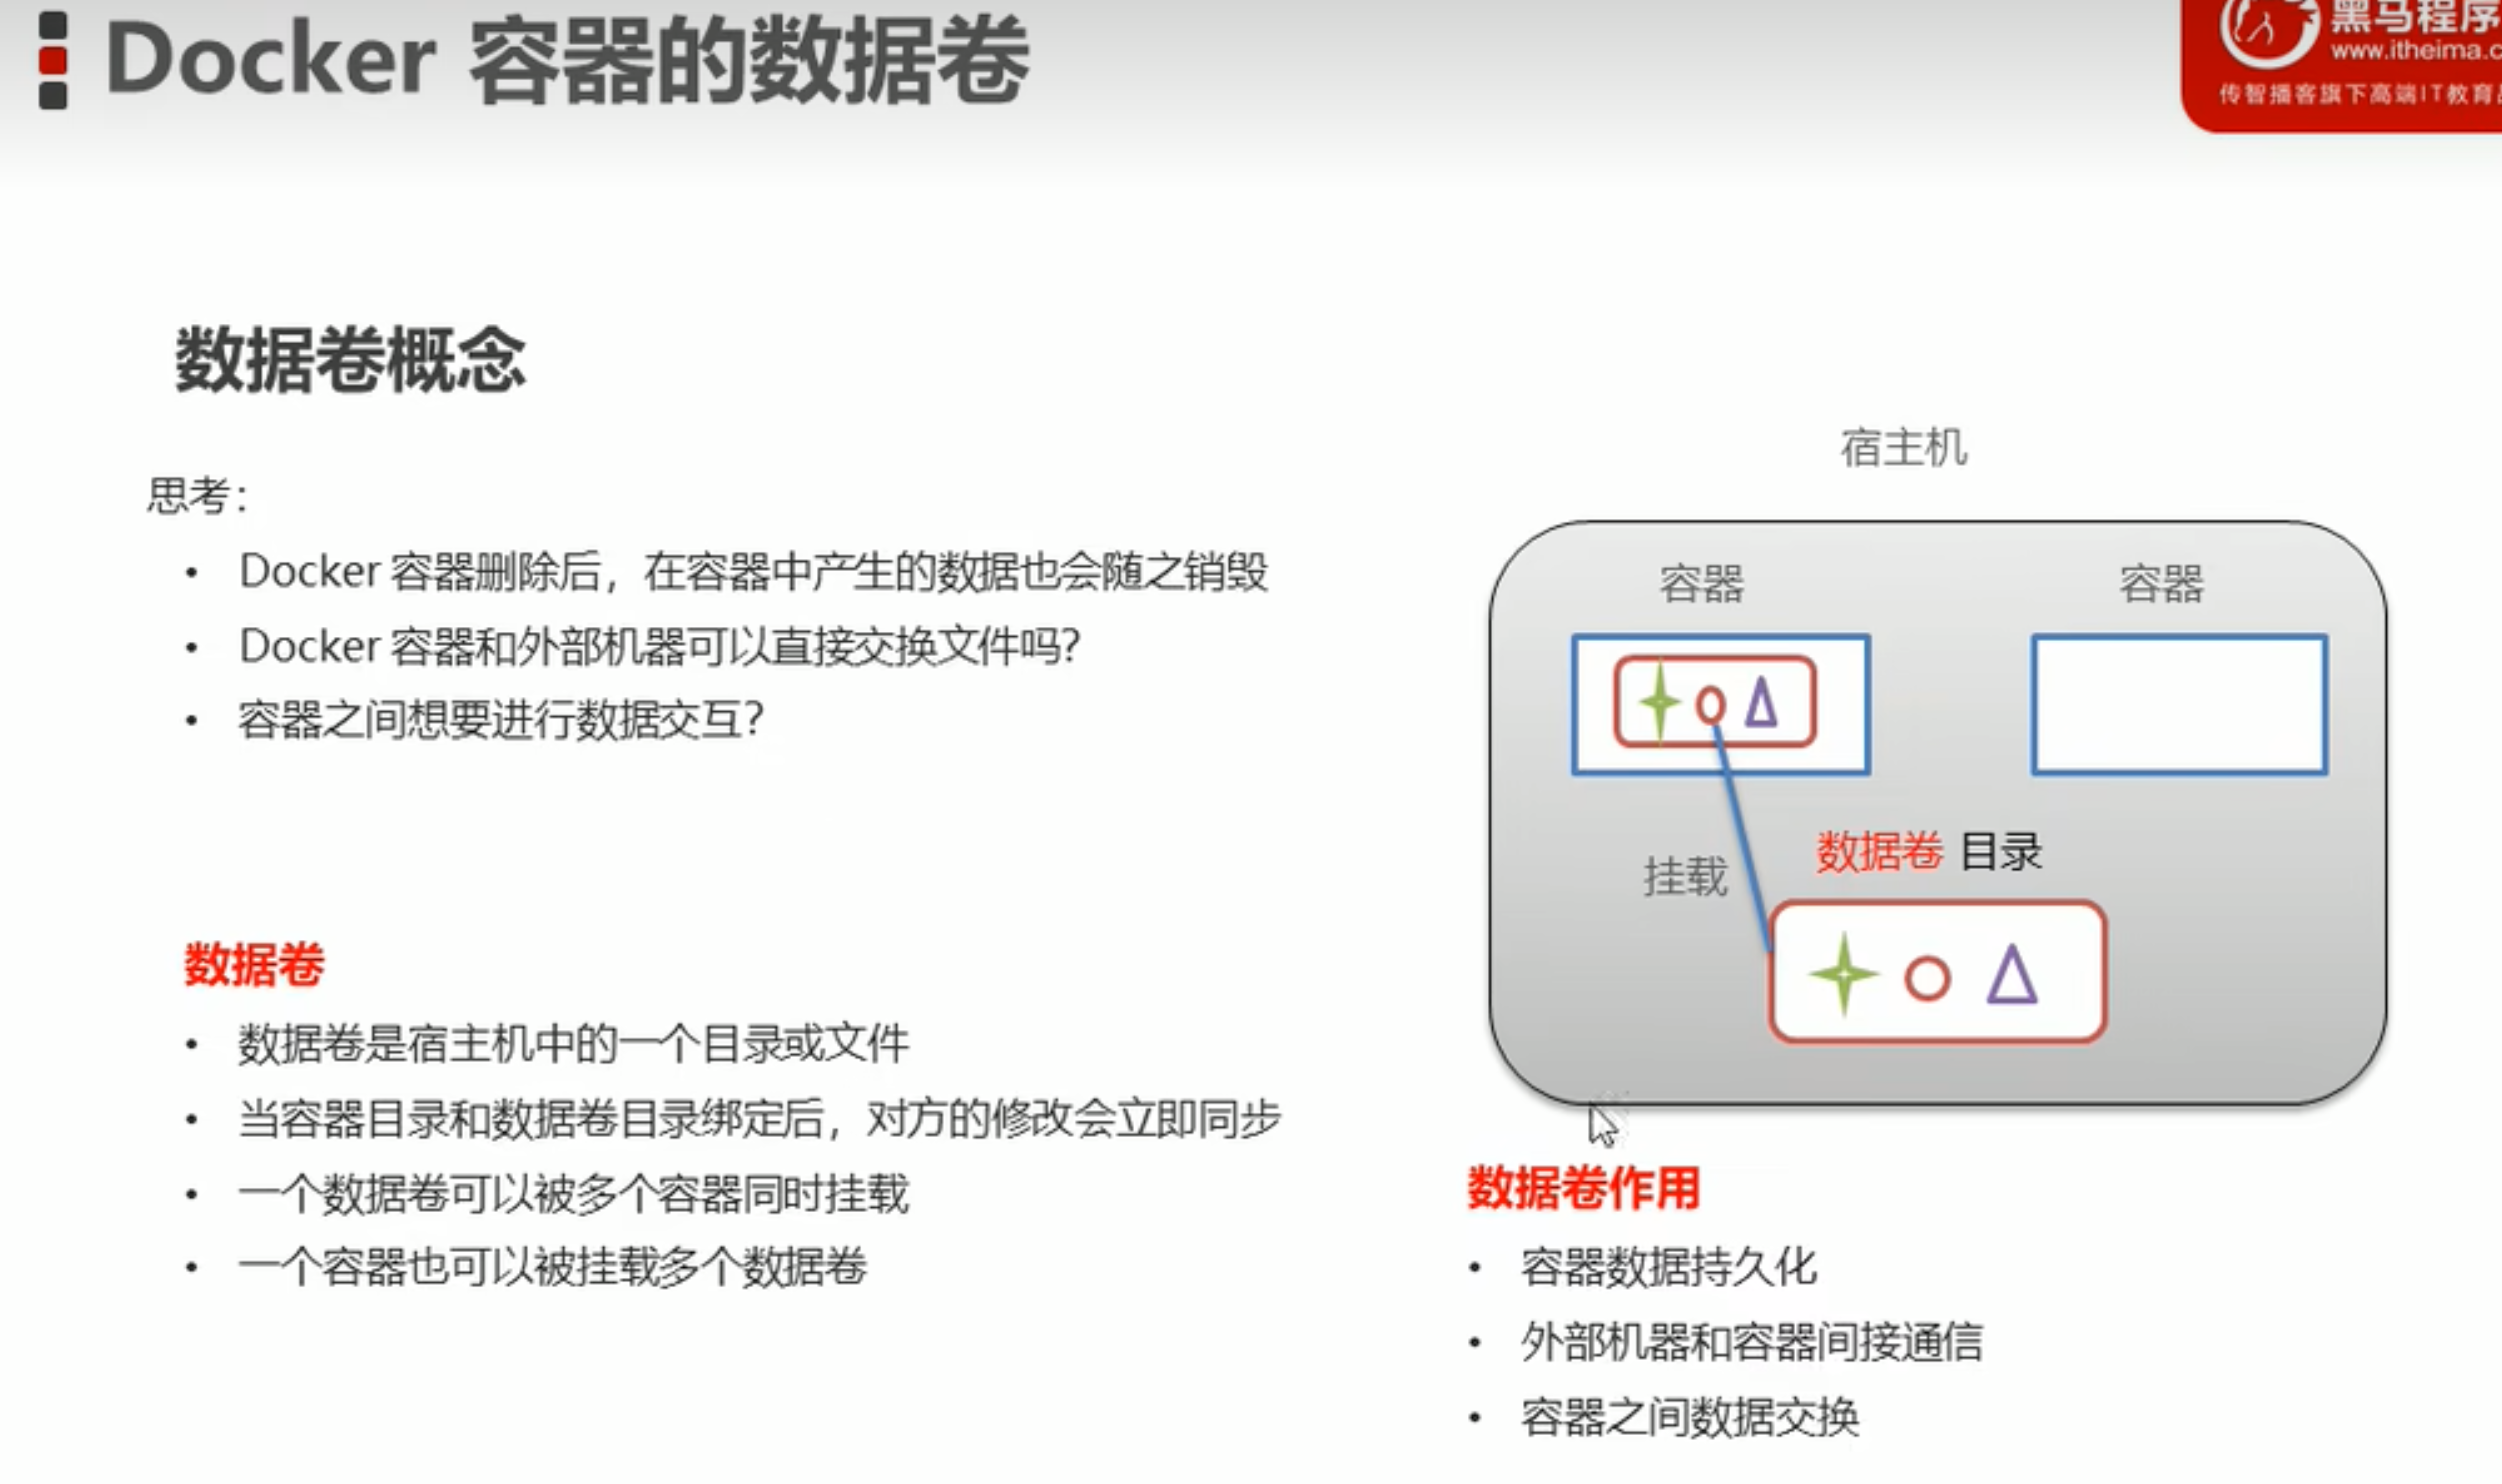 Docker 容器的数据卷
黑马程序
www.itheima.c
传智播客旗下高端IT教育
数据卷概念
思考:
• Docker 容器删除后，在容器中产生的数据也会随之销毁
• Docker 容器和外部机器可以直接交换文件吗?
• 容器之间想要进行数据交互?
数据卷
• 数据卷是宿主机中的一个目录或文件
• 当容器目录和数据卷目录绑定后，对方的修改会立即同步
• 一个数据卷可以被多个容器同时挂载
• 一个容器也可以被挂载多个数据卷
宿主机
容器
容器
挂载
数据卷 目录
数据卷作用
• 容器数据持久化
• 外部机器和容器间接通信
• 容器之间数据交换